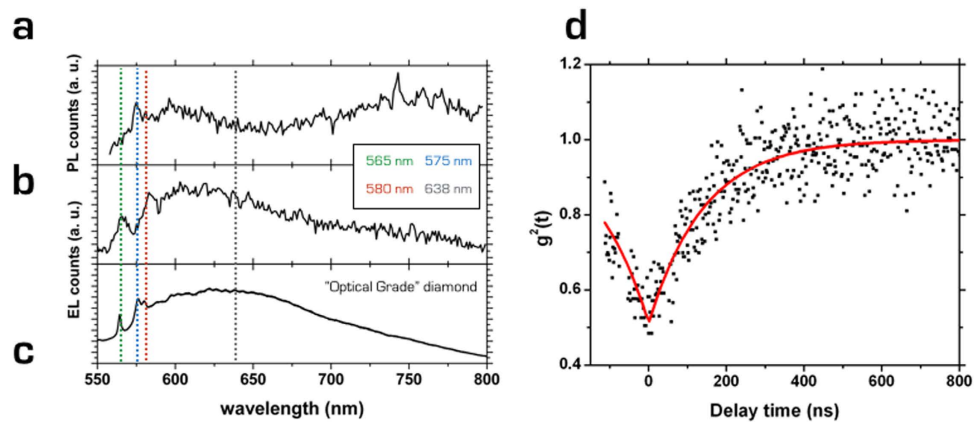 a
d
PL counts (a. u.)
565 nm 575 nm
580 nm 638 nm
b
EL counts (a. u.)
"Optical Grade" diamond
c
550 600 650 700 750 800
wavelength (nm)
1.2
1.0
0.8
0.6
0.4
g²(t)
0 200 400 600 800
Delay time (ns)